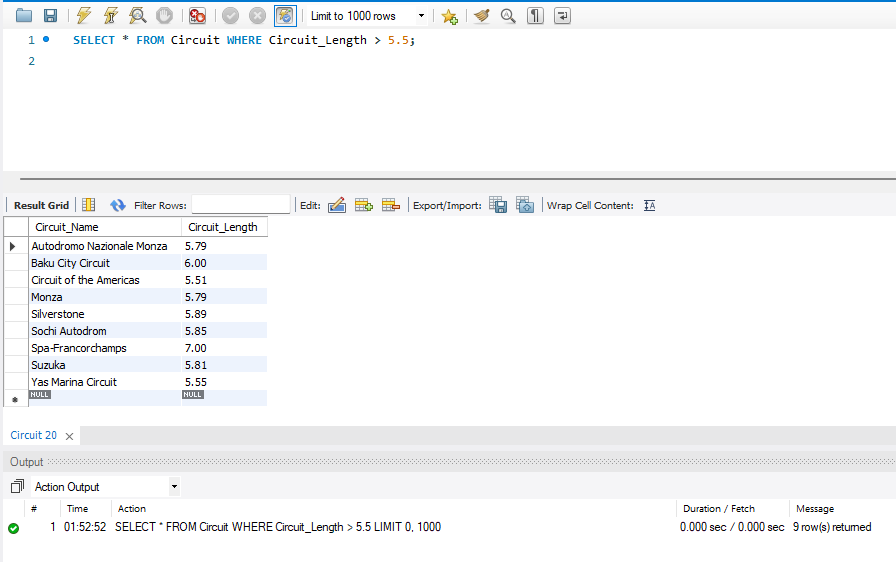 Limit to 1000 rows
1 SELECT * FROM Circuit WHERE Circuit_Length > 5.5;
2
Result Grid Filter Rows: Edit: Export/Import: Wrap Cell Content: IA
Circuit_Name Circuit_Length
Autodromo Nazionale Monza 5.79
Baku City Circuit 6.00
Circuit of the Americas 5.51
Monza 5.79
Silverstone 5.89
Sochi Autodrom 5.85
Spa-Francorchamps 7.00
Suzuka 5.81
Yas Marina Circuit 5.55
NULL NULL
Circuit 20
Output
Action Output
# Time Action Duration / Fetch Message
1 01:52:52 SELECT * FROM Circuit WHERE Circuit_Length > 5.5 LIMIT 0, 1000 0.000 sec / 0.000 sec 9 row(s) returned